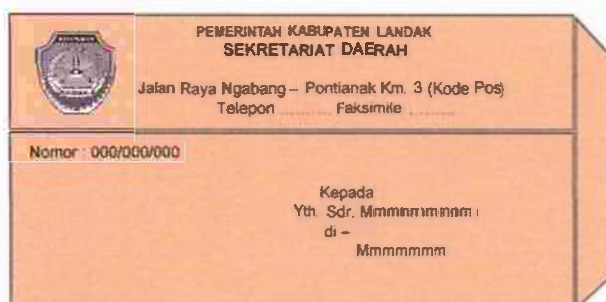 PEMERINTAH KABUPATEN LANDAK
SEKRETARIAT DAERAH
Jalan Raya Ngabang – Pontianak Km. 3 (Kode Pos)
Telepon ............ Faksimile ...........
Nomor : 000/000/000
Kepada
Yth. Sdr.
di –
Mmmmmmm